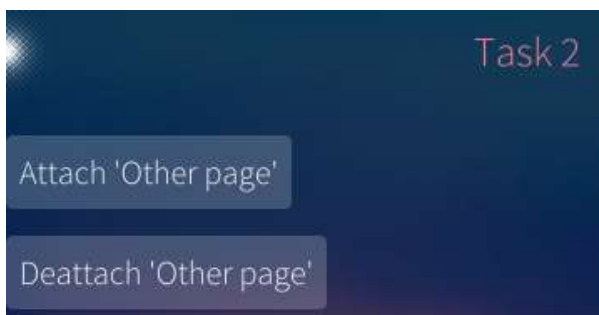 Task 2
Attach 'Other page'
Deattach 'Other page'